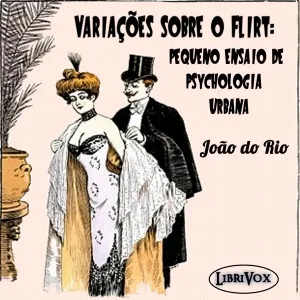 VARIAÇÕES SOBRE O FLIRT:
PEQUENO ENSAIO DE
PSYCHOLOGIA
URBANA
João do Rio
LIBRIVOX